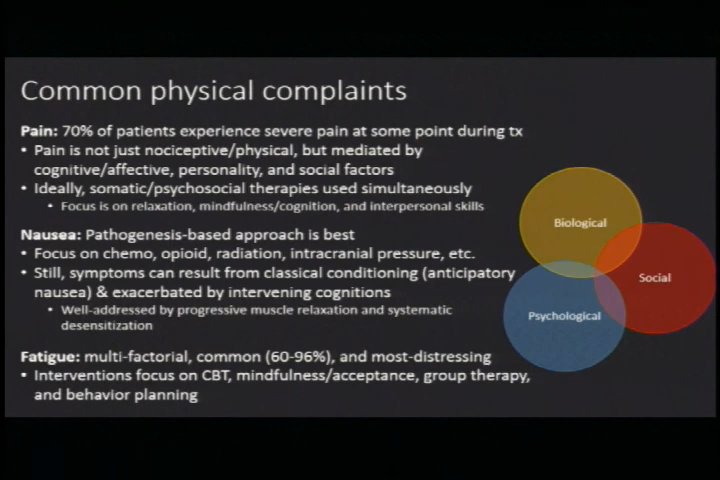 Common physical complaints
Pain: 70% of patients experience severe pain at some point during tx
• Pain is not just nociceptive/physical, but mediated by
cognitive/affective, personality, and social factors
• Ideally, somatic/psychosocial therapies used simultaneously
• Focus is on relaxation, mindfulness/cognition, and interpersonal skills
Nausea: Pathogenesis-based approach is best
• Focus on chemo, opioid, radiation, intracranial pressure, etc.
• Still, symptoms can result from classical conditioning (anticipatory
nausea) & exacerbated by intervening cognitions
• Well-addressed by progressive muscle relaxation and systematic
desensitization
Fatigue: multi-factorial, common (60-96%), and most-distressing
• Interventions focus on CBT, mindfulness/acceptance, group therapy,
and behavior planning
Biological
Social
Psychological